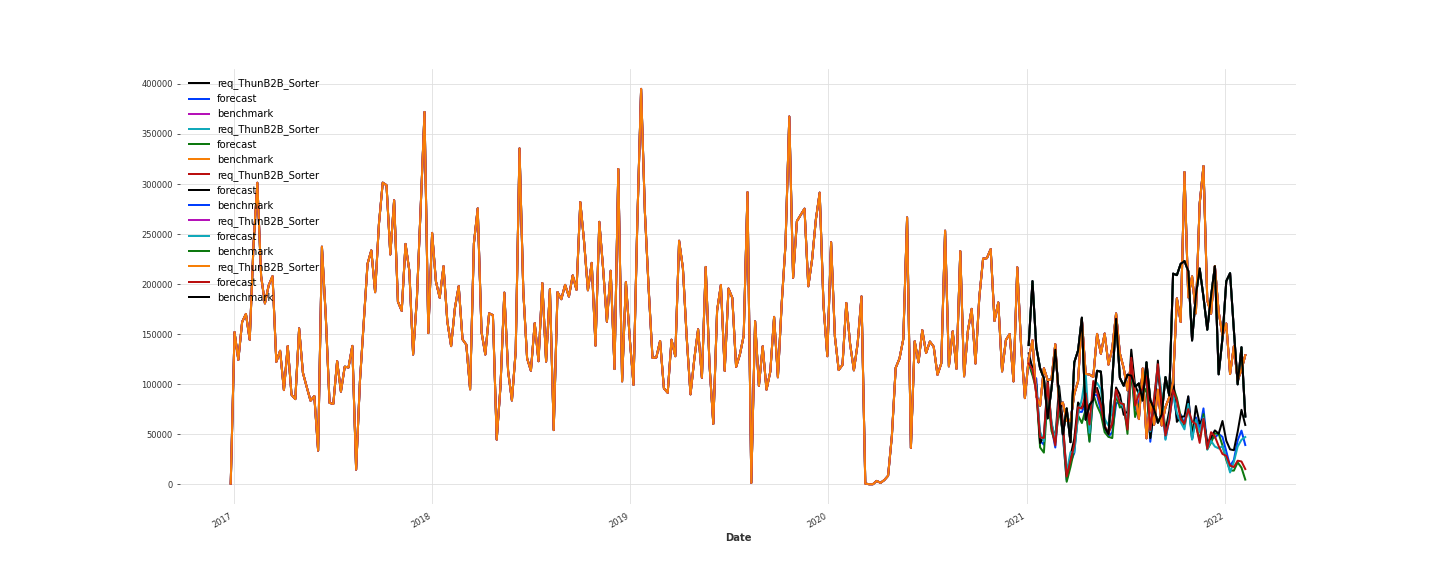 400000
350000
300000
250000
200000
150000
100000
50000
0
req_ThunB2B_Sorter
forecast
benchmark
req_ThunB2B_Sorter
forecast
benchmark
req_ThunB2B_Sorter
forecast
benchmark
req_ThunB2B_Sorter
forecast
benchmark
req_ThunB2B_Sorter
forecast
benchmark
2017
2018
2019
2020
2021
2022
Date